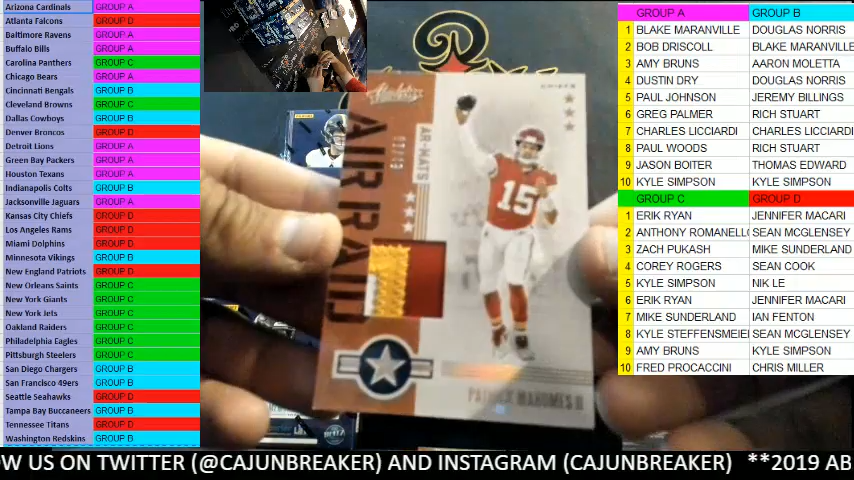 Arizona Cardinals GROUP A
Atlanta Falcons GROUP D
Baltimore Ravens GROUP A
Buffalo Bills GROUP A
Carolina Panthers GROUP C
Chicago Bears GROUP A
Cincinnati Bengals GROUP B
Cleveland Browns GROUP C
Dallas Cowboys GROUP B
Denver Broncos GROUP D
Detroit Lions GROUP A
Green Bay Packers GROUP A
Houston Texans GROUP A
Indianapolis Colts GROUP B
Jacksonville Jaguars GROUP A
Kansas City Chiefs GROUP D
Los Angeles Rams GROUP D
Miami Dolphins GROUP D
Minnesota Vikings GROUP B
New England Patriots GROUP D
New Orleans Saints GROUP C
New York Giants GROUP C
New York Jets GROUP C
Oakland Raiders GROUP C
Philadelphia Eagles GROUP C
Pittsburgh Steelers GROUP C
San Diego Chargers GROUP B
San Francisco 49ers GROUP B
Seattle Seahawks GROUP D
Tampa Bay Buccaneers GROUP B
Tennessee Titans GROUP D
Washington Redskins GROUP B
Absolute
CHIEFS
AIR RAID
AR-MATS
15
PATRICK MAHOMES II
GROUP A GROUP B
1 BLAKE MARANVILLE DOUGLAS NORRIS
2 BOB DRISCOLL BLAKE MARANVILLE
3 AMY BRUNS AARON MOLETTA
4 DUSTIN DRY DOUGLAS NORRIS
5 PAUL JOHNSON JEREMY BILLINGS
6 GREG PALMER RICH STUART
7 CHARLES LICCIARDI CHARLES LICCIARDI
8 PAUL WOODS RICH STUART
9 JASON BOITER THOMAS EDWARD
10 KYLE SIMPSON KYLE SIMPSON
GROUP C GROUP D
1 ERIK RYAN JENNIFER MACARI
2 ANTHONY ROMANELL SEAN MCGLENSEY
3 ZACH PUKASH MIKE SUNDERLAND
4 COREY ROGERS SEAN COOK
5 KYLE SIMPSON NIK LE
6 ERIK RYAN JENNIFER MACARI
7 MIKE SUNDERLAND IAN FENTON
8 KYLE STEFFENSMEIE SEAN MCGLENSEY
9 AMY BRUNS KYLE SIMPSON
10 FRED PROCACCINI CHRIS MILLER
OW US ON TWITTER (@CAJUNBREAKER) AND INSTAGRAM (CAJUNBREAKER) **2019 AB